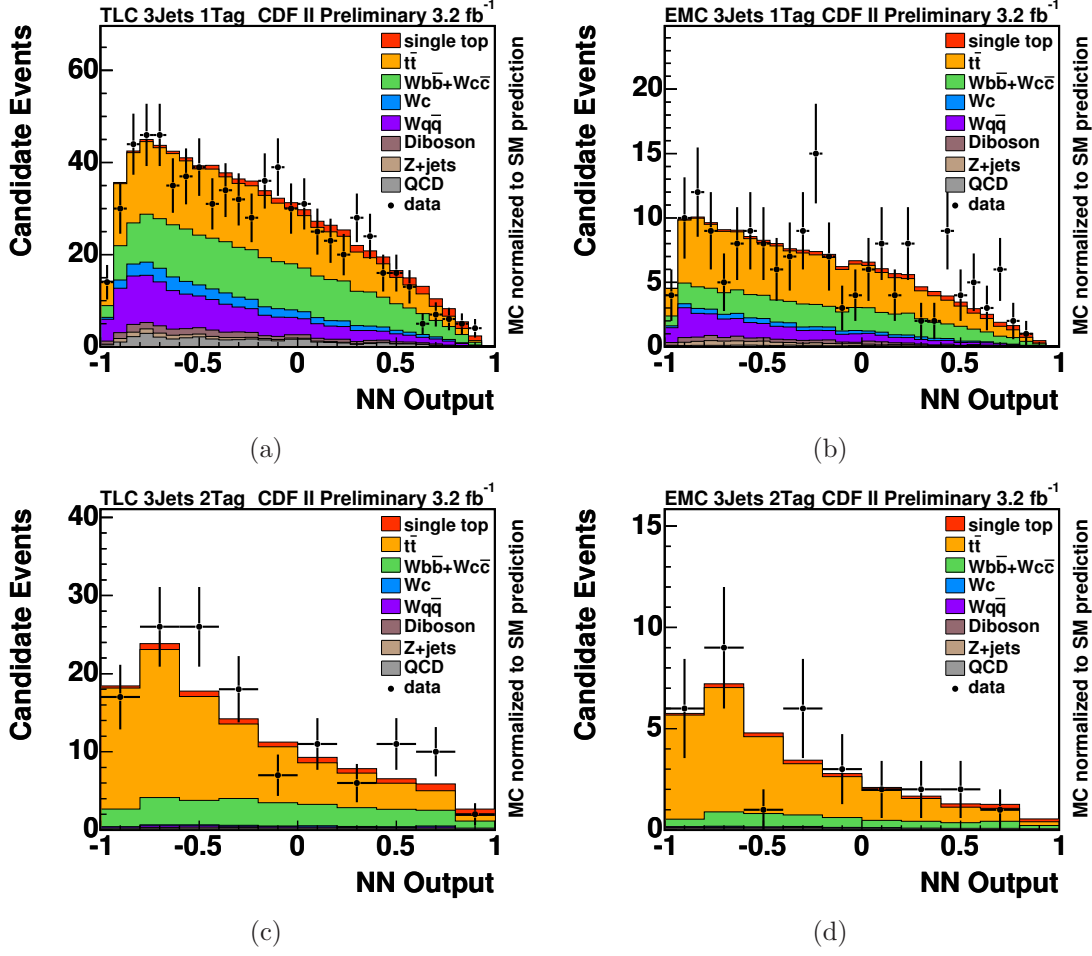 TLC 3Jets 1Tag CDF II Preliminary 3.2 fb⁻¹
Candidate Events
MC normalized to SM prediction
60
40
20
0
single top
tt̄
Wbb̄+Wcc̄
Wc
Wqq̄
Diboson
Z+jets
QCD
data
-1 -0.5 0 0.5 1
NN Output
(a)
EMC 3Jets 1Tag CDF II Preliminary 3.2 fb⁻¹
Candidate Events
MC normalized to SM prediction
20
15
10
5
0
single top
tt̄
Wbb̄+Wcc̄
Wc
Wqq̄
Diboson
Z+jets
QCD
data
-1 -0.5 0 0.5 1
NN Output
(b)
TLC 3Jets 2Tag CDF II Preliminary 3.2 fb⁻¹
Candidate Events
MC normalized to SM prediction
40
30
20
10
0
single top
tt̄
Wbb̄+Wcc̄
Wc
Wqq̄
Diboson
Z+jets
QCD
data
-1 -0.5 0 0.5 1
NN Output
(c)
EMC 3Jets 2Tag CDF II Preliminary 3.2 fb⁻¹
Candidate Events
MC normalized to SM prediction
15
10
5
0
single top
tt̄
Wbb̄+Wcc̄
Wc
Wqq̄
Diboson
Z+jets
QCD
data
-1 -0.5 0 0.5 1
NN Output
(d)